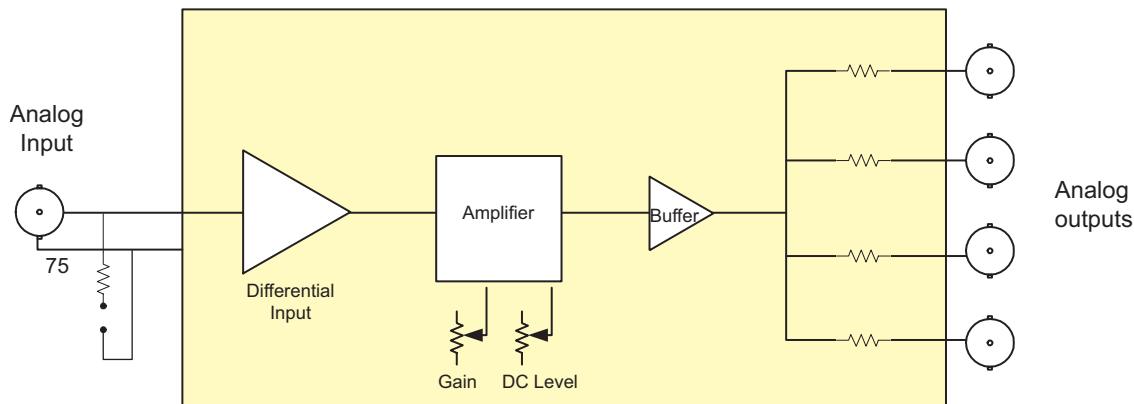 Analog
Input
75
Differential
Input
Amplifier
Gain
DC Level
Buffer
Analog
outputs